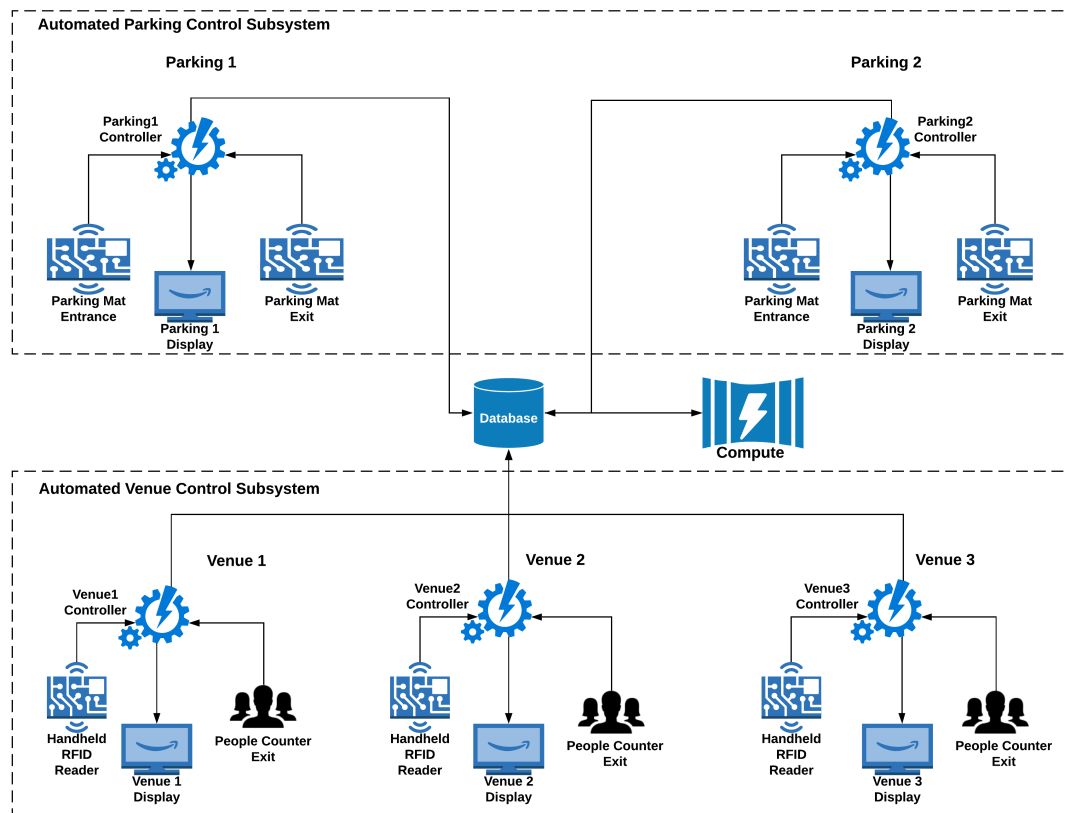 Automated Parking Control Subsystem
Parking 1
Parking 2
Parking1
Controller
Parking2
Controller
Parking Mat
Entrance
Parking 1
Display
Parking Mat
Exit
Parking Mat
Entrance
Parking 2
Display
Parking Mat
Exit
Database
Compute
Automated Venue Control Subsystem
Venue 1
Venue 2
Venue 3
Venue1
Controller
Venue2
Controller
Venue3
Controller
Handheld
RFID
Reader
Venue 1
Display
People Counter
Exit
Handheld
RFID
Reader
Venue 2
Display
People Counter
Exit
Handheld
RFID
Reader
Venue 3
Display
People Counter
Exit